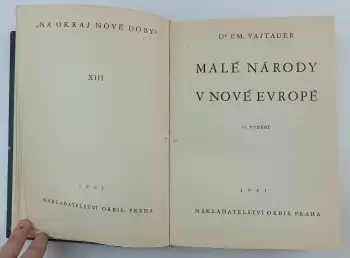 „NA OKRAJ NOVÉ DOBY“
XIII
1941
NAKLADATELSTVÍ ORBIS, PRAHA
Dr EM. VAJTAUER
MALÉ NÁRODY
V NOVÉ EVROPĚ
VYDÁNÍ
1941
NAKLADATELSTVÍ ORBIS PRAHA